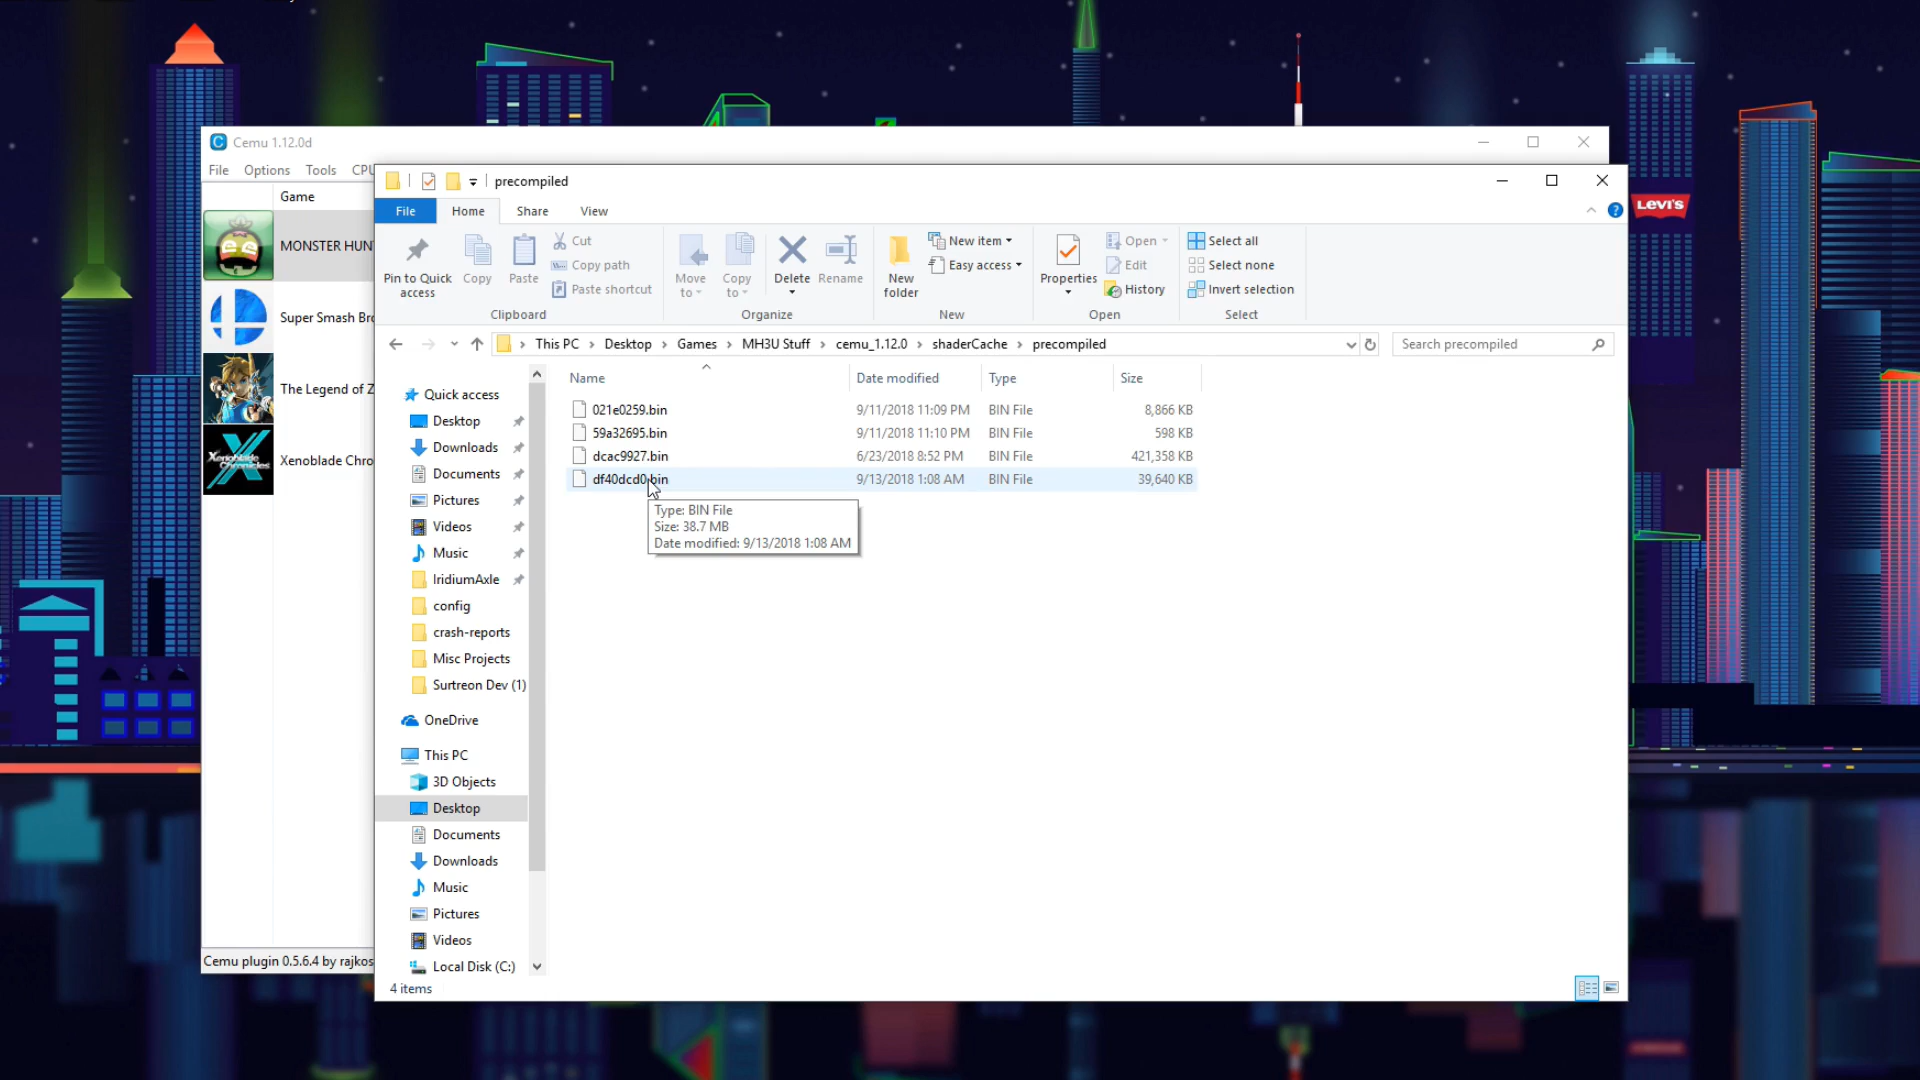 Cemu 1.12.0d
File Options Tools CPU
Game
MONSTER HUN
Super Smash Bro
The Legend of Z
Xenoblade Chro
Cemu plugin 0.5.6.4 by rajkos
precompiled
File Home Share View
Pin to Quick access
Copy
Paste
Cut
Copy path
Paste shortcut
Clipboard
Move to
Copy to
Delete
Rename
Organize
New folder
New item
Easy access
New
Properties
Open
Edit
History
Open
Select all
Select none
Invert selection
Select
This PC > Desktop > Games > MH3U Stuff > cemu_1.12.0 > shaderCache > precompiled
Search precompiled
Quick access
Desktop
Downloads
Documents
Pictures
Videos
Music
IridiumAxle
config
crash-reports
Misc Projects
Surtreon Dev (1)
OneDrive
This PC
3D Objects
Desktop
Documents
Downloads
Music
Pictures
Videos
Local Disk (C:)
Name Date modified Type Size
021e0259.bin 9/11/2018 11:09 PM BIN File 8,866 KB
59a32695.bin 9/11/2018 11:10 PM BIN File 598 KB
dcac9927.bin 6/23/2018 8:52 PM BIN File 421,358 KB
df40dcd0.bin 9/13/2018 1:08 AM BIN File 39,640 KB
Type: BIN File
Size: 38.7 MB
Date modified: 9/13/2018 1:08 AM
4 items
Levi's